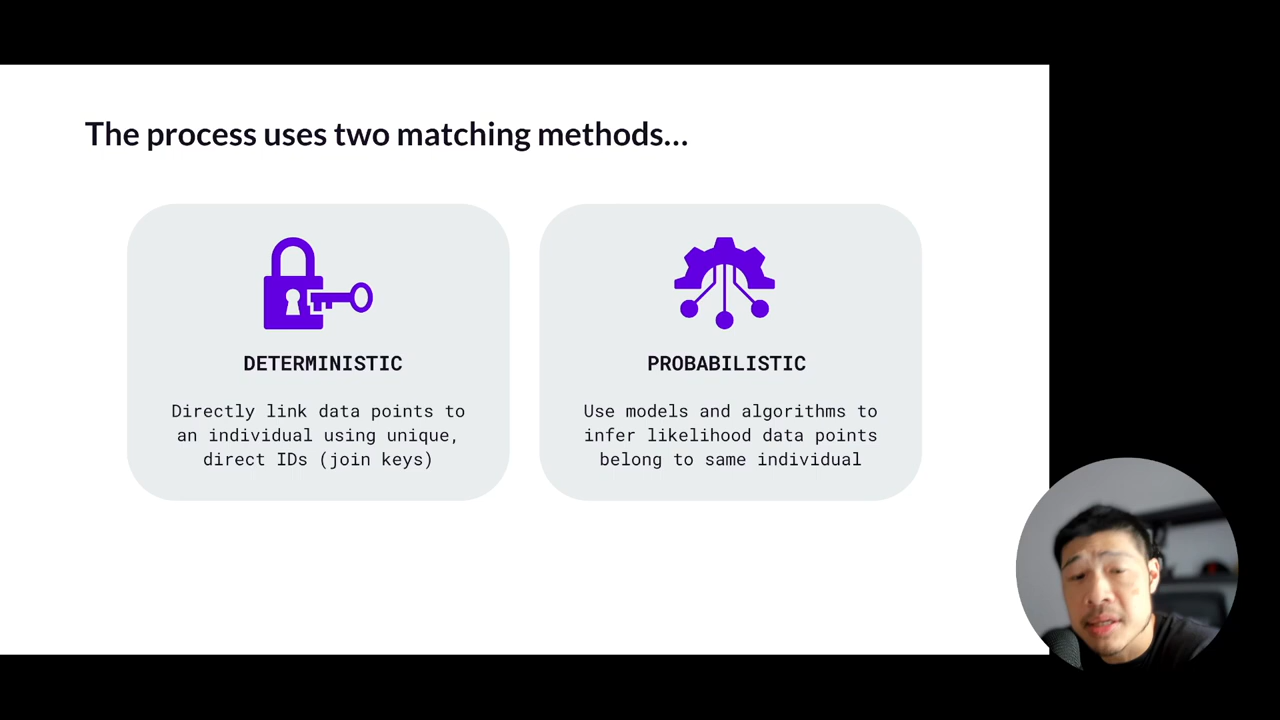 The process uses two matching methods...
DETERMINISTIC
Directly link data points to
an individual using unique,
direct IDs (join keys)
PROBABILISTIC
Use models and algorithms to
infer likelihood data points
belong to same individual